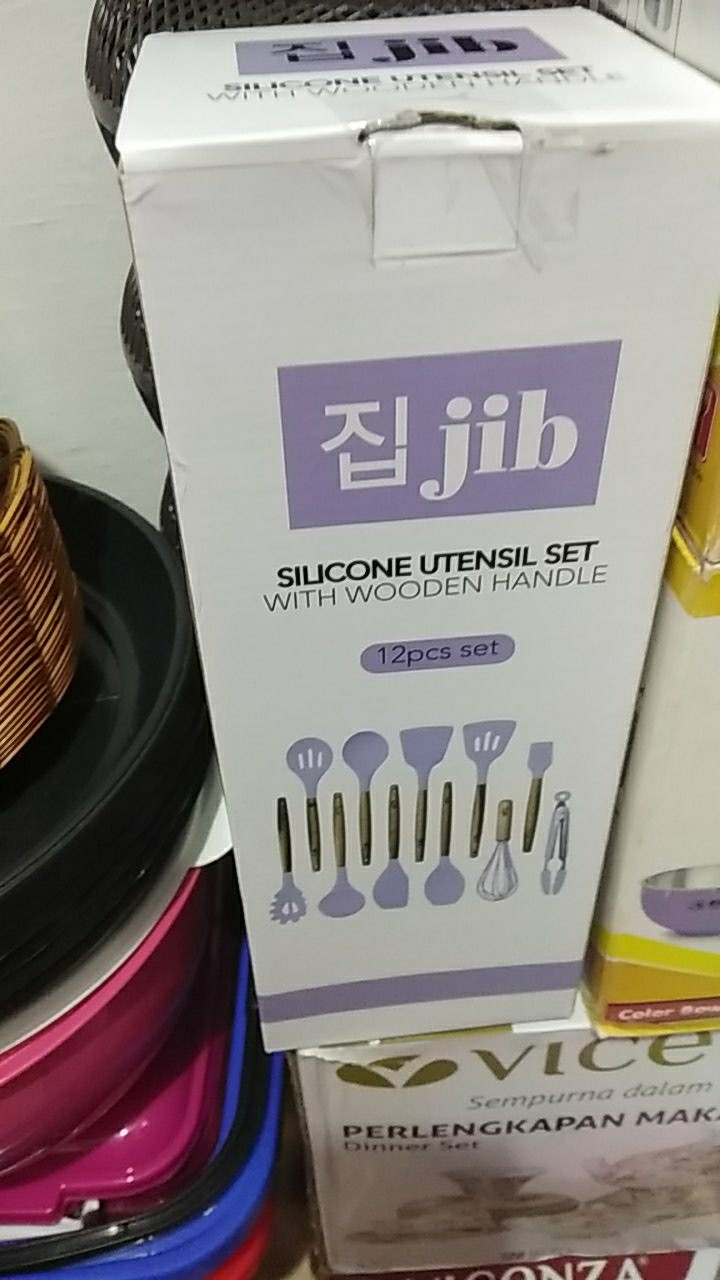 집 jib
SILICONE UTENSIL SET
WITH WOODEN HANDLE
집 jib
SILICONE UTENSIL SET
WITH WOODEN HANDLE
12pcs set
Color
VICE
Sempurna dalam
PERLENGKAPAN MAKA
Dinner Set